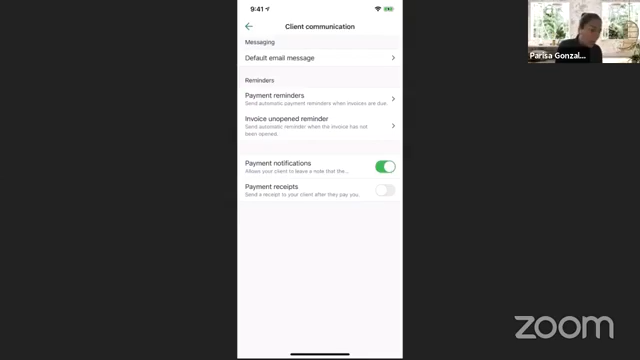 9:41
Client communication
Messaging
Default email message
Reminders
Payment reminders
Send automatic payment reminders when invoices are due.
Invoice unopened reminder
Send automatic reminder when the invoice has not
been opened.
Payment notifications
Allows your client to leave a note that the...
Payment receipts
Send a receipt to your client after they pay you.
Parisa Gonzal...
zoom